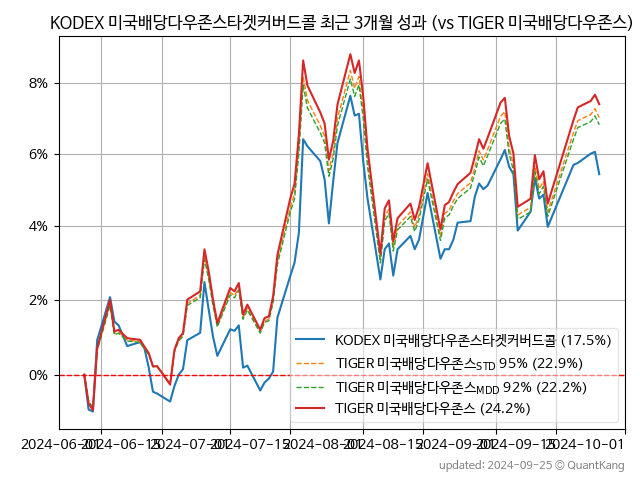 KODEX 미국배당다우존스타겟커버드콜 최근 3개월 성과 (vs TIGER 미국배당다우존스)
8%
6%
4%
2%
0%
KODEX 미국배당다우존스타겟커버드콜 (17.5%)
TIGER 미국배당다우존스STD 95% (22.9%)
TIGER 미국배당다우존스MDD 92% (22.2%)
TIGER 미국배당다우존스 (24.2%)
2024-06-01 2024-06-15 2024-07-01 2024-07-15 2024-08-01 2024-08-15 2024-09-01 2024-09-15 2024-10-01
updated: 2024-09-25 © QuantKang